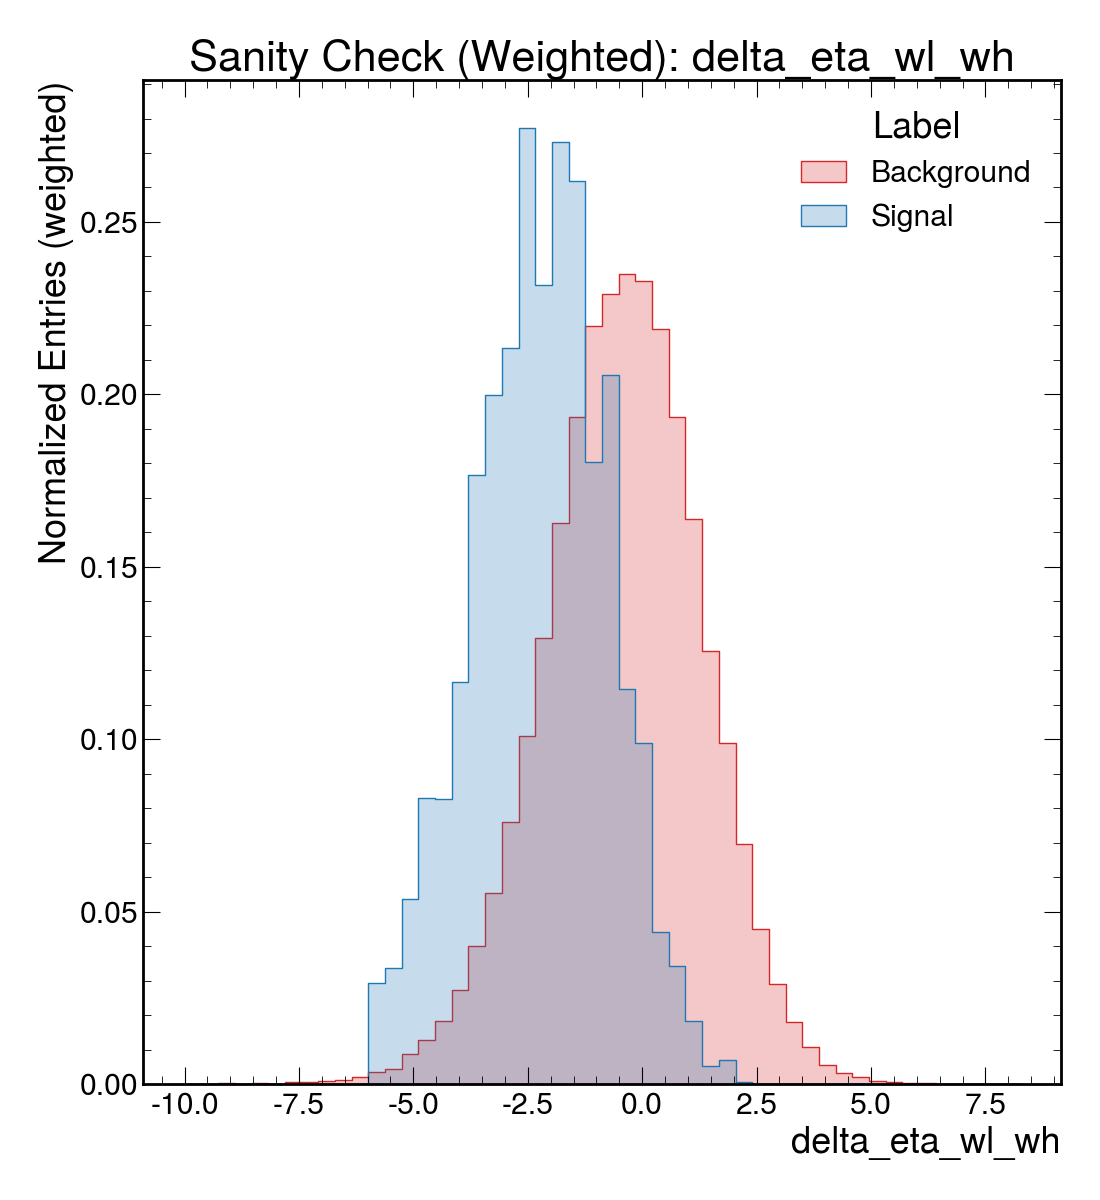 Sanity Check (Weighted): delta_eta_wl_wh
Normalized Entries (weighted)
Label
Background
Signal
0.25
0.20
0.15
0.10
0.05
0.00
-10.0 -7.5 -5.0 -2.5 0.0 2.5 5.0 7.5
delta_eta_wl_wh